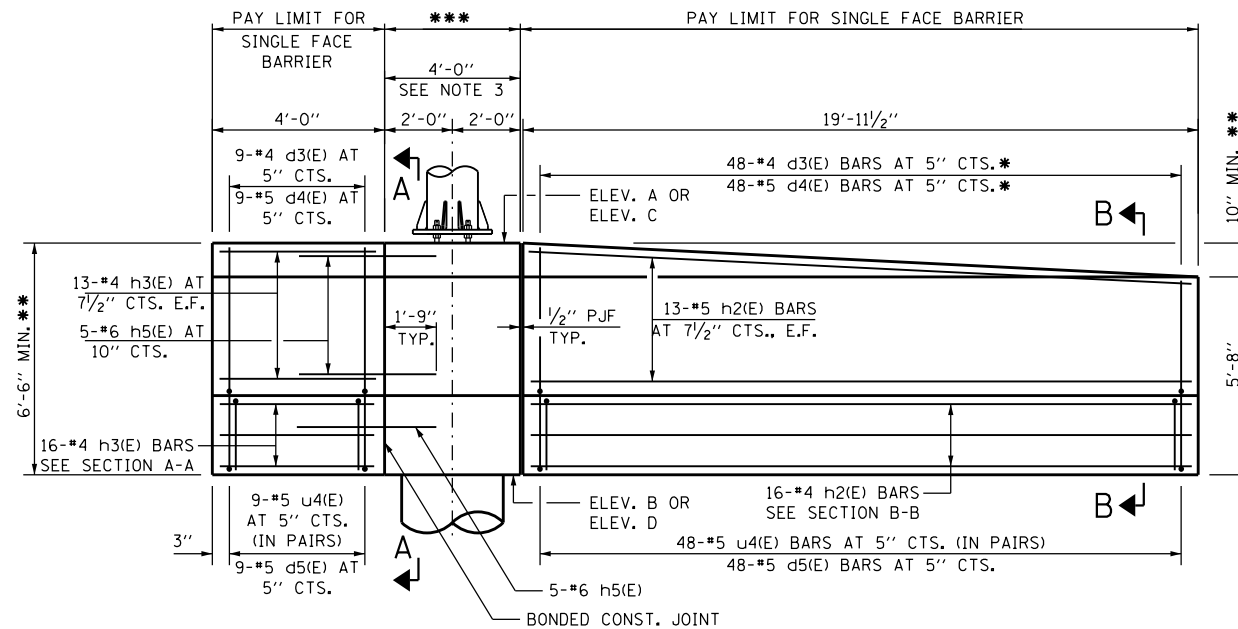 PAY LIMIT FOR
SINGLE FACE
BARRIER
***
PAY LIMIT FOR SINGLE FACE BARRIER
4'-0"
SEE NOTE 3
4'-0"
2'-0"
2'-0"
19'-11½"
9-#4 d3(E) AT
5" CTS.
9-#5 d4(E) AT
5" CTS.
A
48-#4 d3(E) BARS AT 5" CTS.*
48-#5 d4(E) BARS AT 5" CTS.*
10" MIN. **
ELEV. A OR
ELEV. C
B
13-#4 h3(E) AT
7½" CTS. E.F.
5-#6 h5(E) AT
10" CTS.
1'-9"
TYP.
½" PJF
TYP.
13-#5 h2(E) BARS
AT 7½" CTS., E.F.
6'-6" MIN. **
5'-8"
16-#4 h3(E) BARS
SEE SECTION A-A
16-#4 h2(E) BARS
SEE SECTION B-B
ELEV. B OR
ELEV. D
B
9-#5 u4(E)
AT 5" CTS.
(IN PAIRS)
3"
9-#5 d5(E) AT
5" CTS.
A
48-#5 u4(E) BARS AT 5" CTS. (IN PAIRS)
48-#5 d5(E) BARS AT 5" CTS.
5-#6 h5(E)
BONDED CONST. JOINT